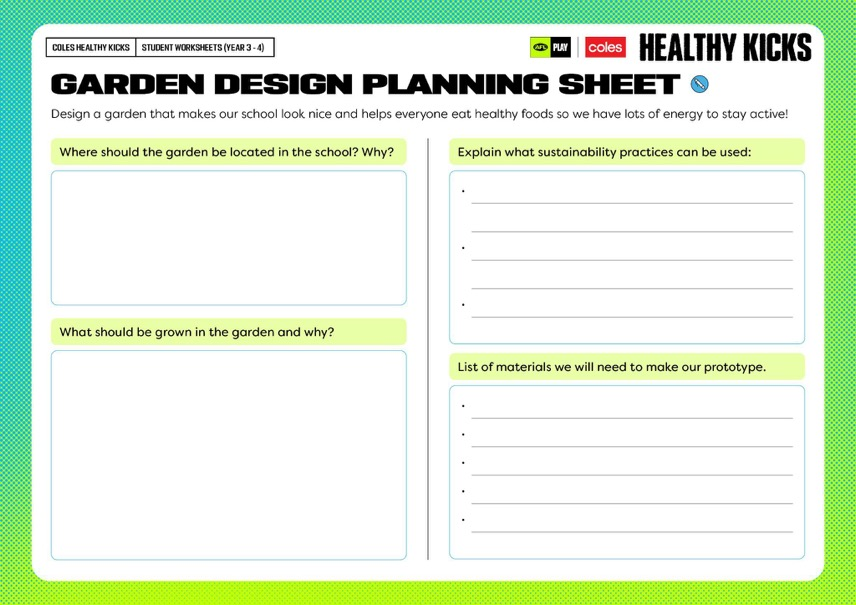 COLES HEALTHY KICKS STUDENT WORKSHEETS (YEAR 3 - 4)
AFL PLAY coles HEALTHY KICKS
GARDEN DESIGN PLANNING SHEET
Design a garden that makes our school look nice and helps everyone eat healthy foods so we have lots of energy to stay active!
Where should the garden be located in the school? Why?
What should be grown in the garden and why?
Explain what sustainability practices can be used:
List of materials we will need to make our prototype.